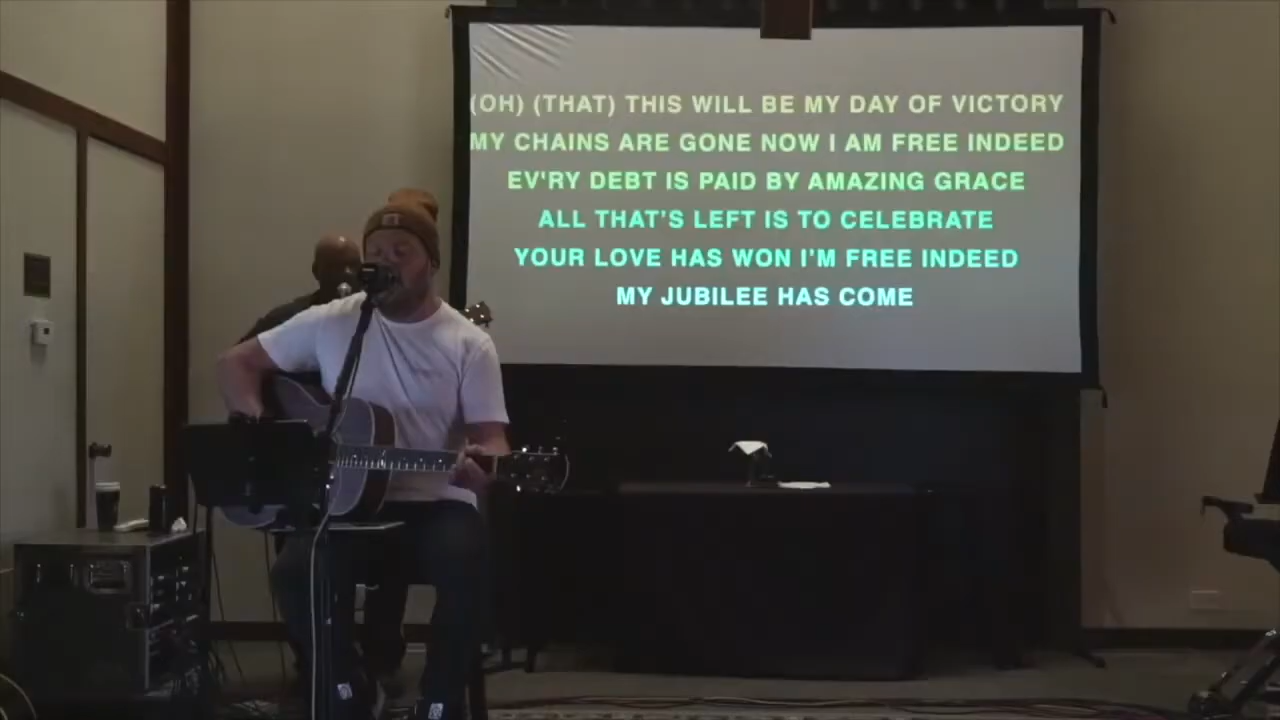 (OH) (THAT) THIS WILL BE MY DAY OF VICTORY
MY CHAINS ARE GONE NOW I AM FREE INDEED
EV'RY DEBT IS PAID BY AMAZING GRACE
ALL THAT'S LEFT IS TO CELEBRATE
YOUR LOVE HAS WON I'M FREE INDEED
MY JUBILEE HAS COME